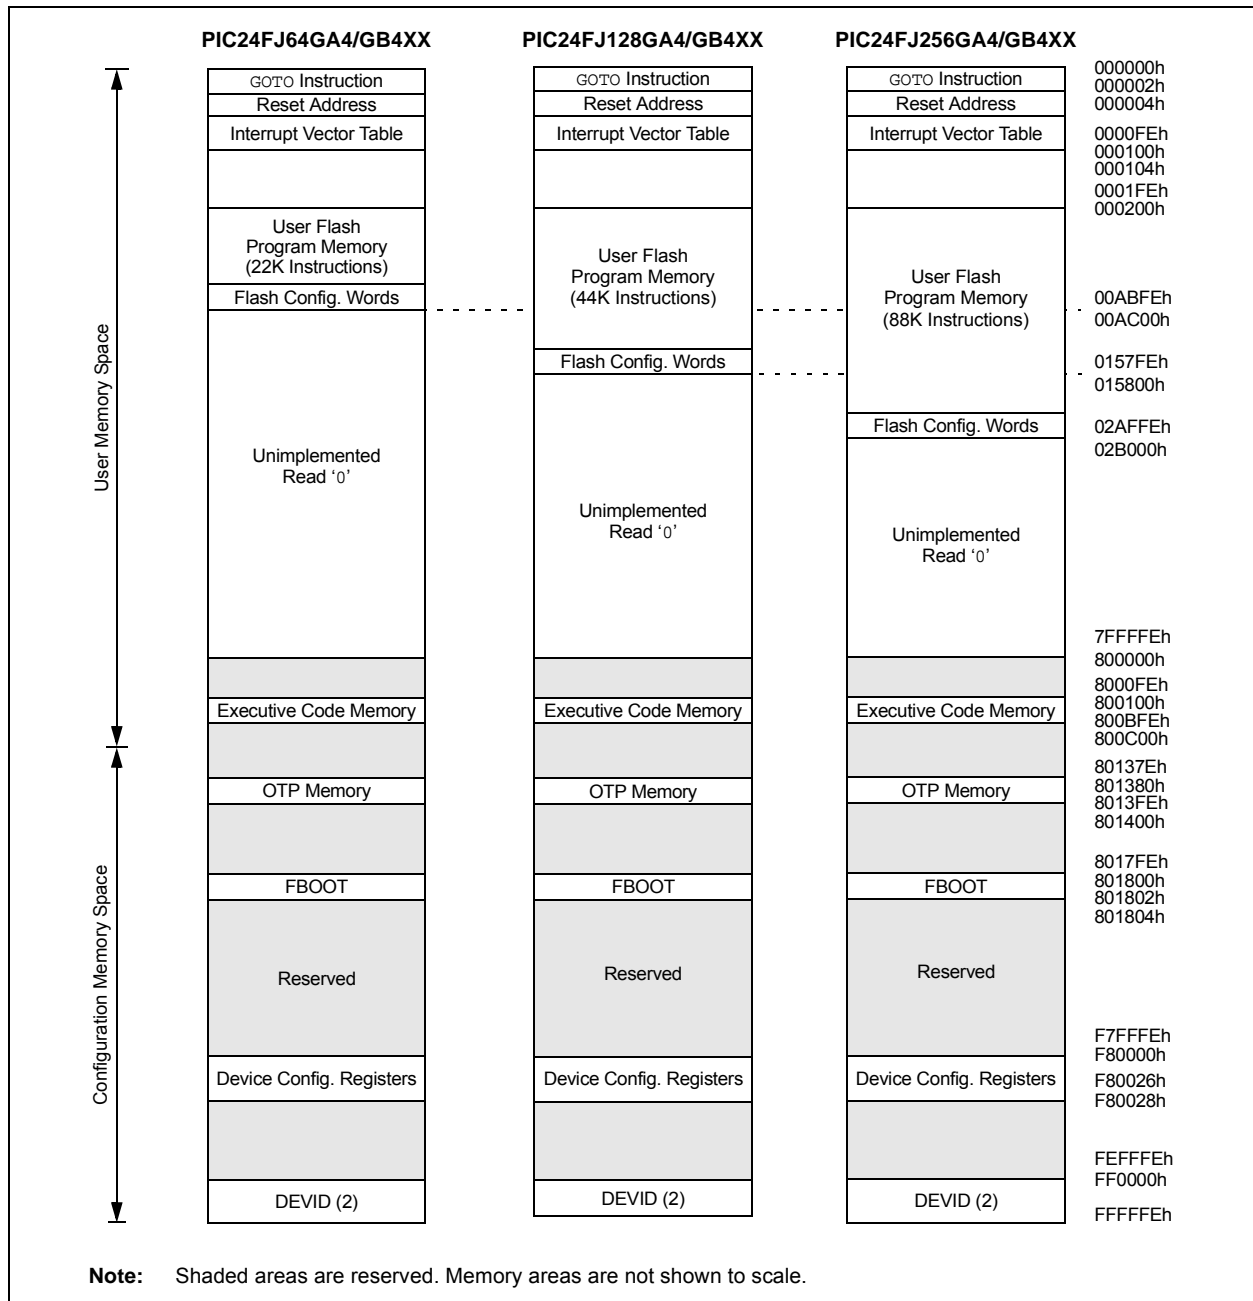 PIC24FJ64GA4/GB4XX
PIC24FJ128GA4/GB4XX
PIC24FJ256GA4/GB4XX
User Memory Space
Configuration Memory Space
GOTO Instruction
Reset Address
Interrupt Vector Table
User Flash
Program Memory
(22K Instructions)
Flash Config. Words
Unimplemented
Read ‘0’
Executive Code Memory
OTP Memory
FBOOT
Reserved
Device Config. Registers
DEVID (2)
GOTO Instruction
Reset Address
Interrupt Vector Table
User Flash
Program Memory
(44K Instructions)
Flash Config. Words
Unimplemented
Read ‘0’
Executive Code Memory
OTP Memory
FBOOT
Reserved
Device Config. Registers
DEVID (2)
GOTO Instruction
Reset Address
Interrupt Vector Table
User Flash
Program Memory
(88K Instructions)
Flash Config. Words
Unimplemented
Read ‘0’
Executive Code Memory
OTP Memory
FBOOT
Reserved
Device Config. Registers
DEVID (2)
000000h
000002h
000004h
0000FEh
000100h
000104h
0001FEh
000200h
00ABFEh
00AC00h
0157FEh
015800h
02AFFEh
02B000h
7FFFFEh
800000h
8000FEh
800100h
800BFEh
800C00h
80137Eh
801380h
8013FEh
801400h
8017FEh
801800h
801802h
801804h
F7FFFEh
F80000h
F80026h
F80028h
FEFFFEh
FF0000h
FFFFFEh
Note: Shaded areas are reserved. Memory areas are not shown to scale.